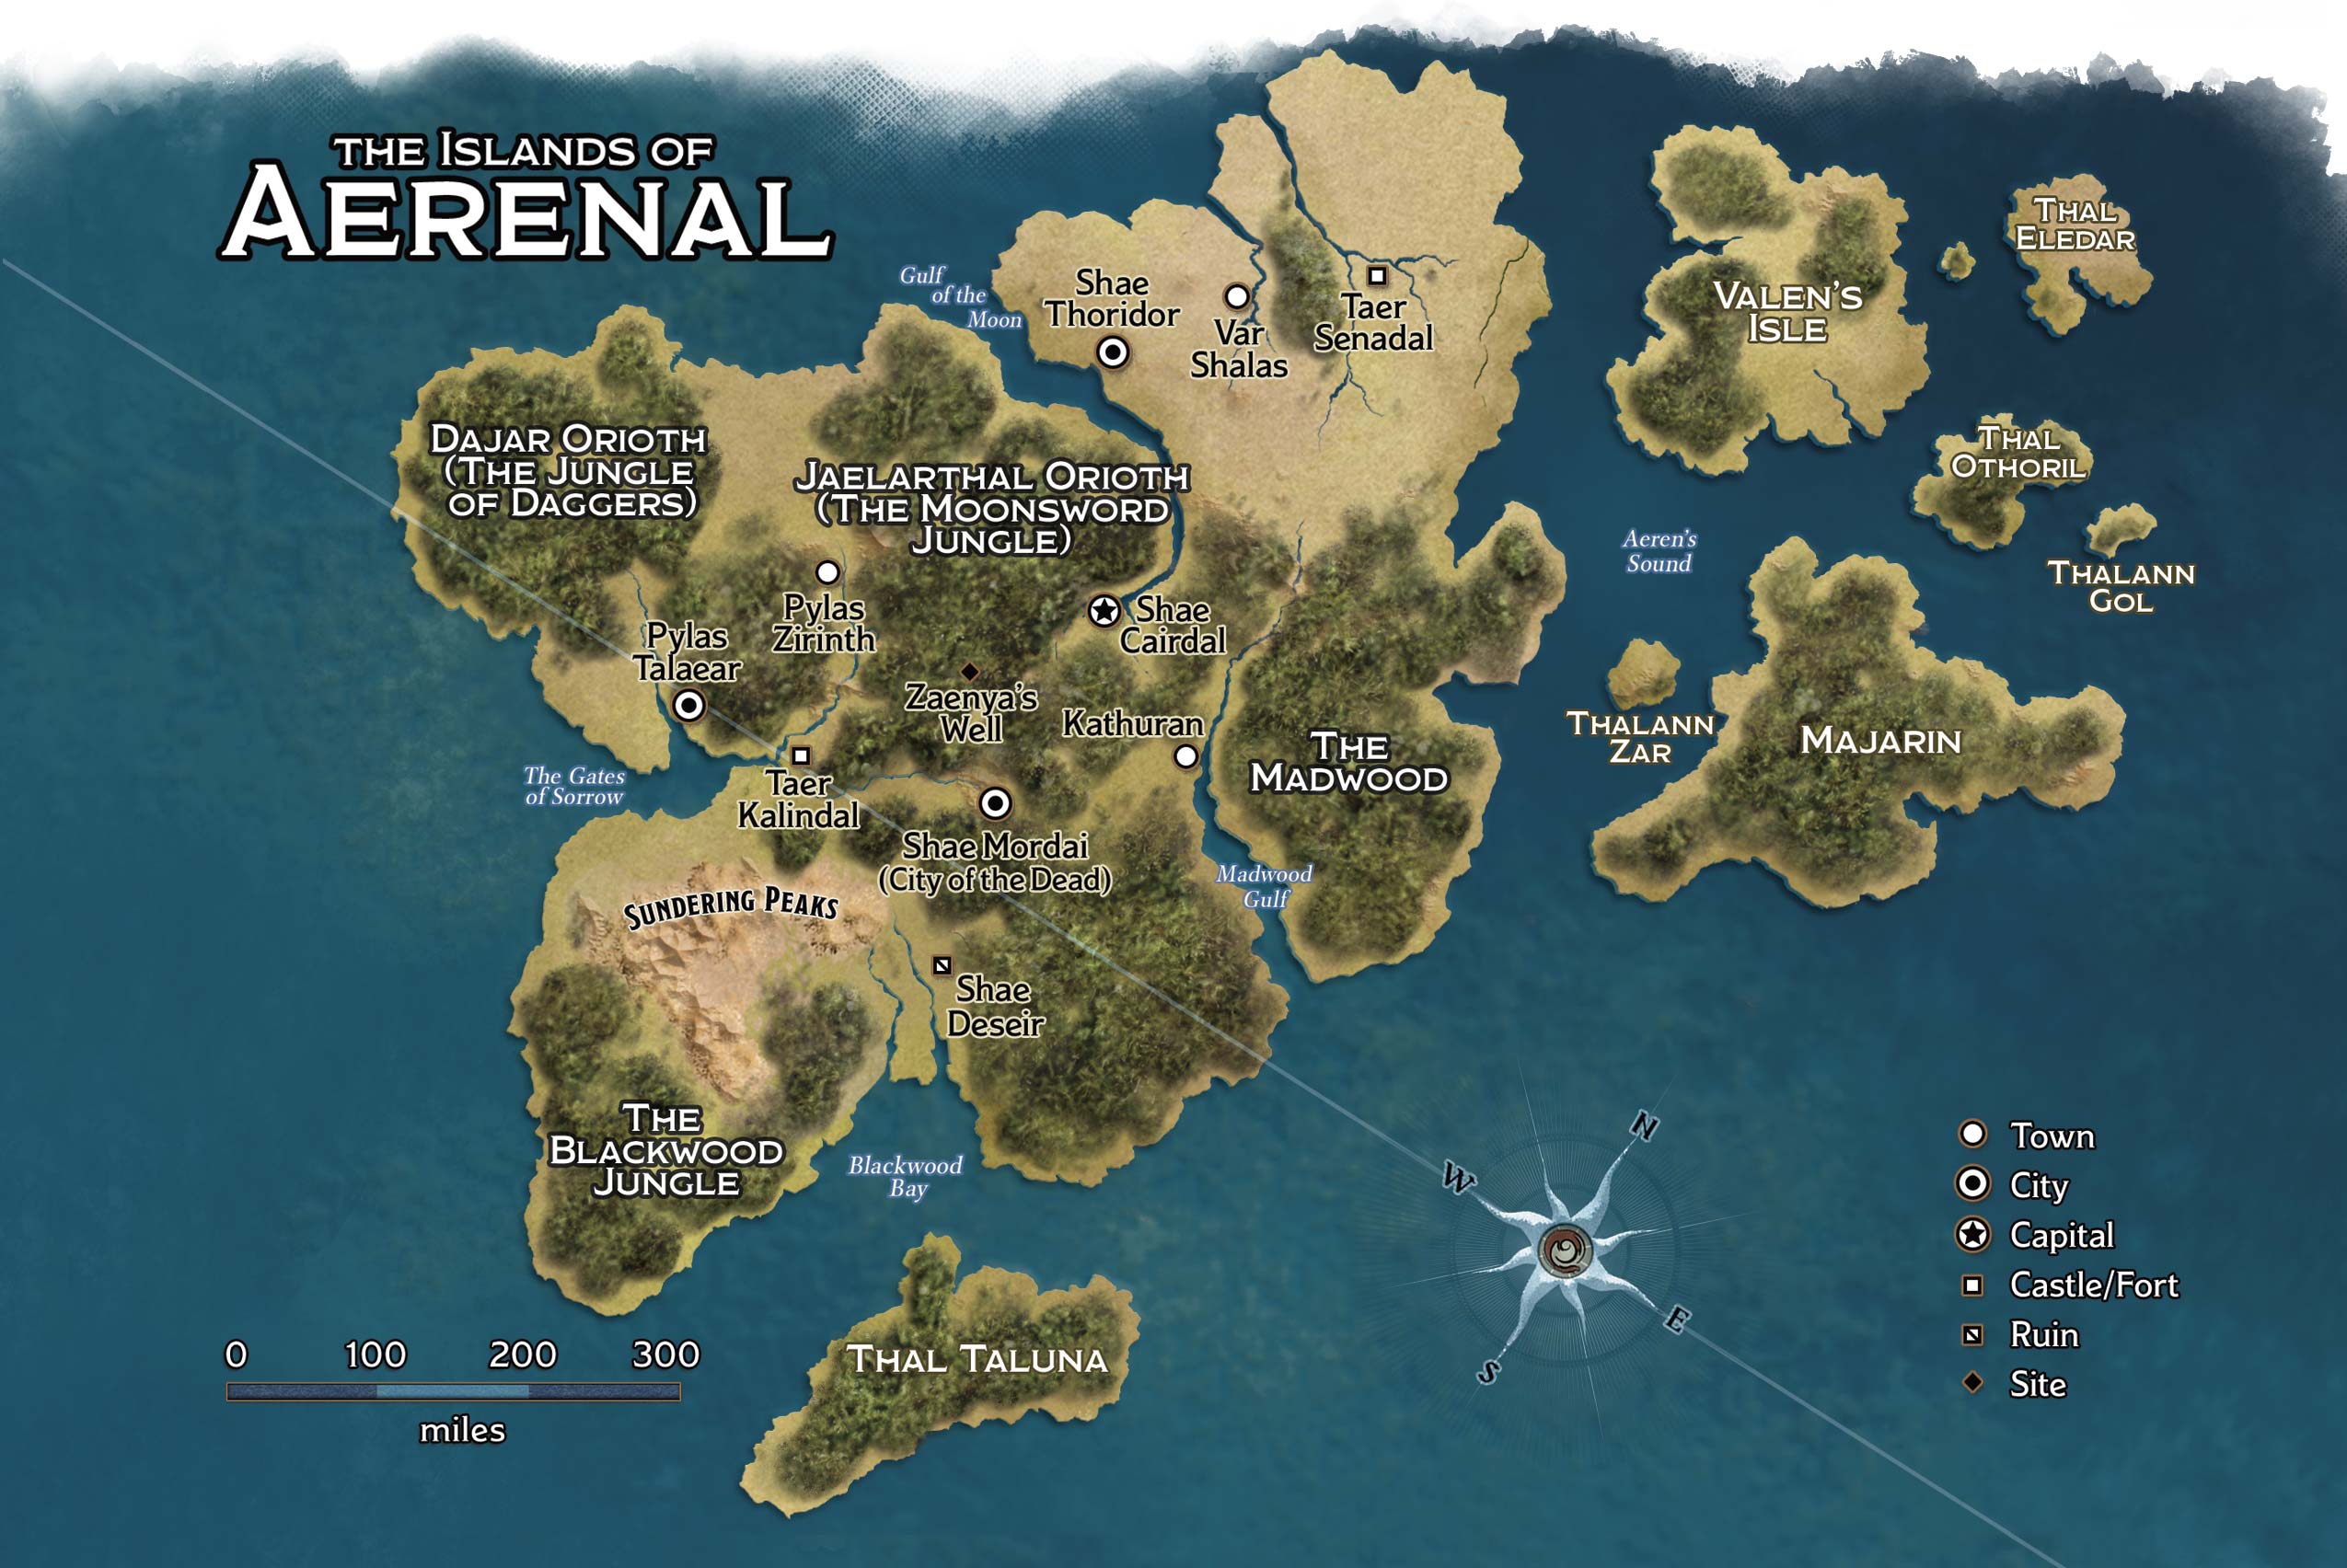 THE ISLANDS OF
AERENAL
Gulf
of the
Moon
Shae
Thoridor
Var
Shalas
Taer
Senadal
VALEN'S
ISLE
THAL
ELEDAR
DAJAR ORIOTH
(THE JUNGLE
OF DAGGERS)
JAELARTHAL ORIOTH
(THE MOONSWORD
JUNGLE)
THAL
OTHORIL
Aeren's
Sound
THALANN
GOL
Pylas
Zirinth
Pylas
Talaear
Shae
Cairdal
Zaenya's
Well
Kathuran
THE
MADWOOD
THALANN
ZAR
MAJARIN
The Gates
of Sorrow
Taer
Kalindal
Shae Mordai
(City of the Dead)
Madwood
Gulf
SUNDERING PEAKS
Shae
Deseir
THE
BLACKWOOD
JUNGLE
Blackwood
Bay
N
W
E
S
Town
City
Capital
Castle/Fort
Ruin
Site
THAL TALUNA
0 100 200 300
miles